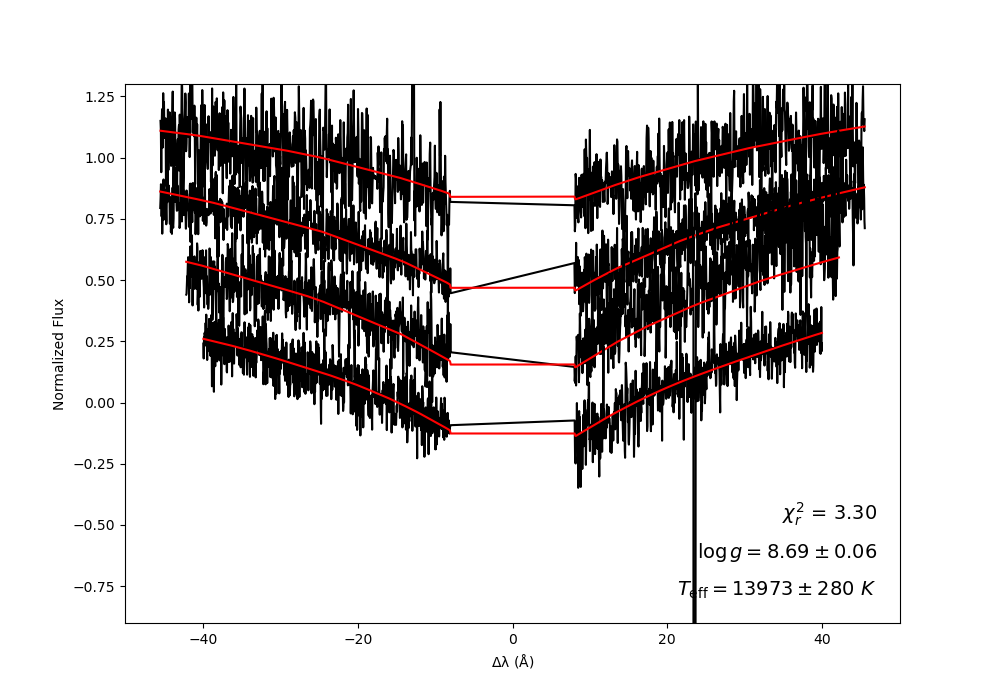 1.25
1.00
0.75
0.50
0.25
0.00
−0.25
−0.50
−0.75
Normalized Flux
−40
−20
0
20
40
Δλ (Å)
χ²ᵣ = 3.30
log g = 8.69 ± 0.06
T_eff = 13973 ± 280 K